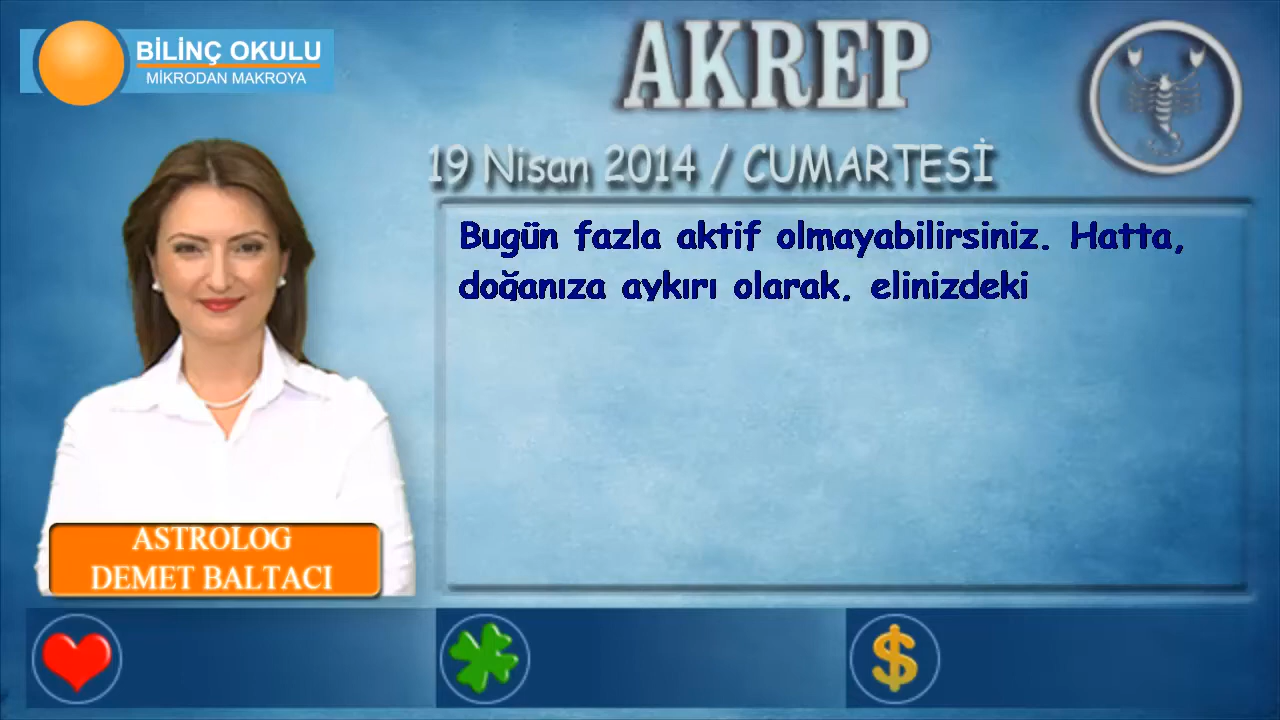 BİLİNÇ OKULU
MİKRODAN MAKROYA
AKREP
19 Nisan 2014 / CUMARTESİ
Bugün fazla aktif olmayabilirsiniz. Hatta,
doğanıza aykırı olarak, elinizdeki
ASTROLOG
DEMET BALTACI